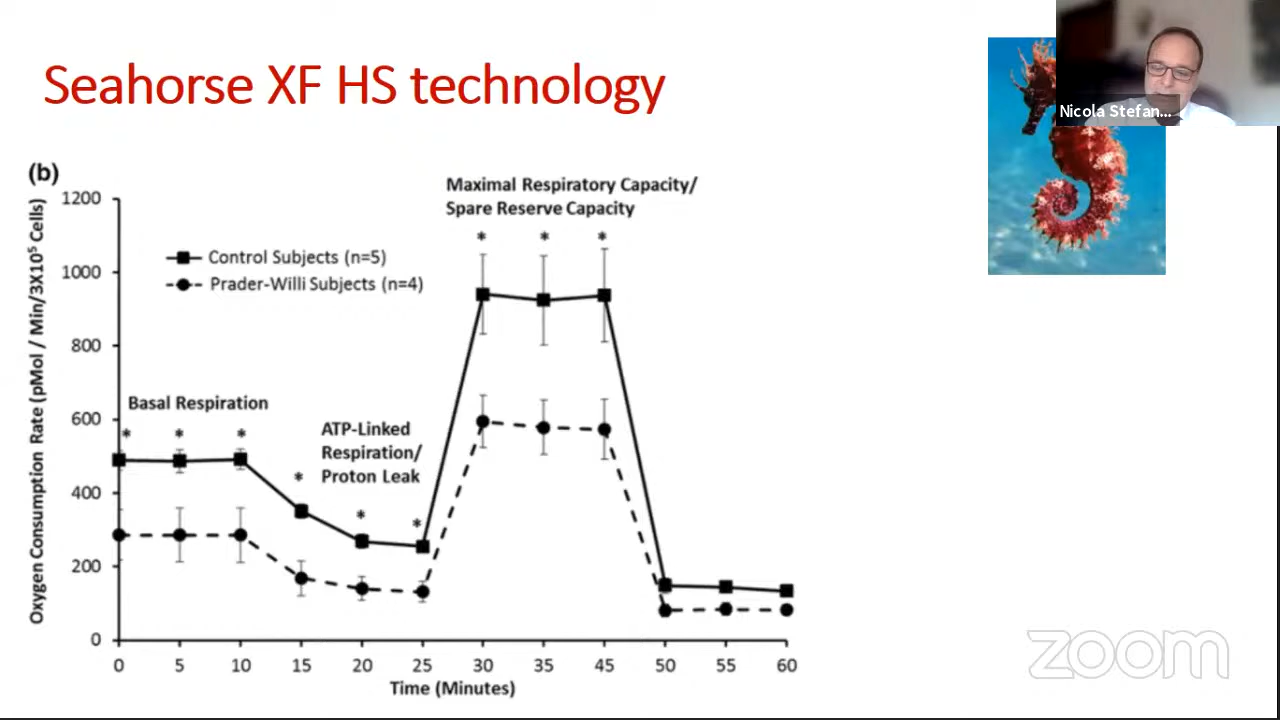 Seahorse XF HS technology
Nicola Stefan...
(b)
Maximal Respiratory Capacity/
Spare Reserve Capacity
* * *
Control Subjects (n=5)
Prader-Willi Subjects (n=4)
Basal Respiration
* * *
ATP-Linked
Respiration/
Proton Leak
* * *
Oxygen Consumption Rate (pMol / Min/3X10⁵ Cells)
1200
1000
800
600
400
200
0
0 5 10 15 20 25 30 35 45 50 55 60
Time (Minutes)
zoom